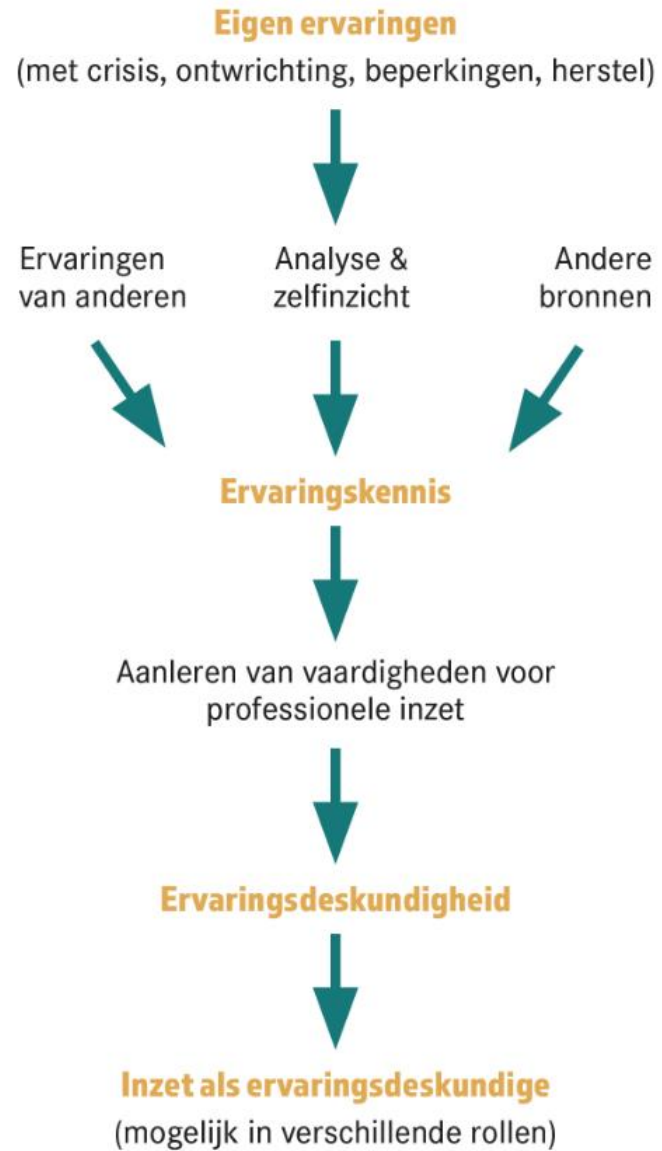 Eigen ervaringen
(met crisis, ontwrichting, beperkingen, herstel)
Ervaringen
van anderen
Analyse &
zelfinzicht
Andere
bronnen
Ervaringskennis
Aanleren van vaardigheden voor
professionele inzet
Ervaringsdeskundigheid
Inzet als ervaringsdeskundige
(mogelijk in verschillende rollen)